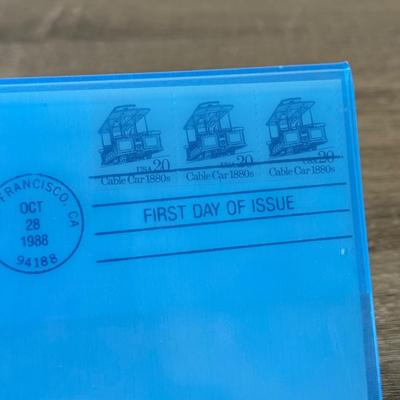 USA 20 USA 20 USA 20
Cable Car 1880s Cable Car 1880s Cable Car 1880s
FRANCISCO, CA
OCT
28
1988
94188
FIRST DAY OF ISSUE